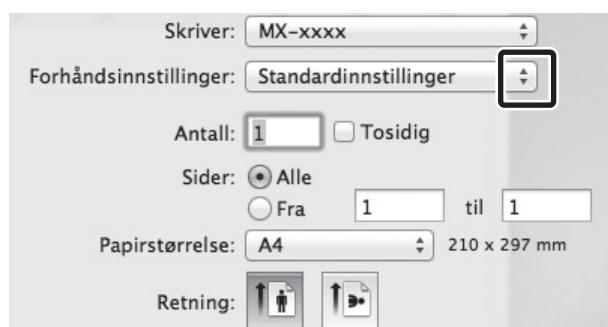 Skriver: MX-xxxx
Forhåndsinnstillinger: Standardinnstillinger
Antall: 1 Tosidig
Sider: Alle
Fra 1 til 1
Papirstørrelse: A4 210 x 297 mm
Retning: